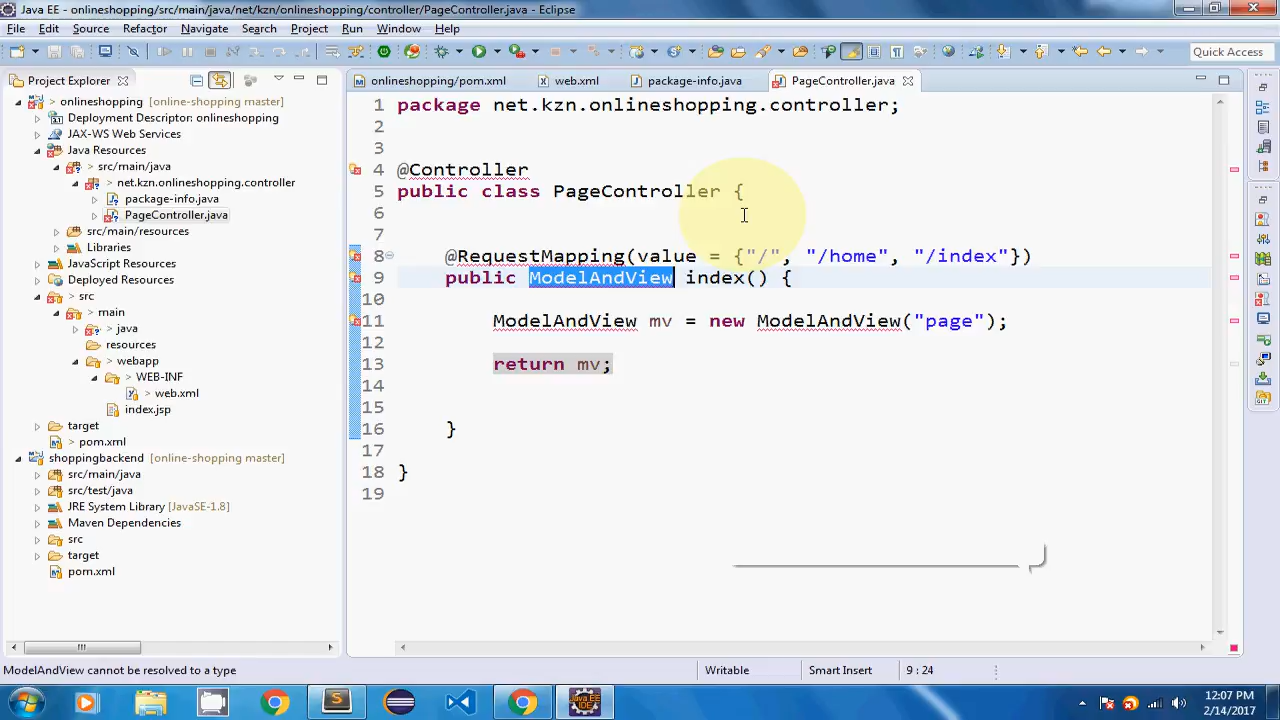 Java EE - onlineshopping/src/main/java/net/kzn/onlineshopping/controller/PageController.java - Eclipse
File Edit Source Refactor Navigate Search Project Run Window Help
Quick Access
Project Explorer
onlineshopping/pom.xml
web.xml
package-info.java
PageController.java
> onlineshopping [online-shopping master]
Deployment Descriptor: onlineshopping
JAX-WS Web Services
Java Resources
> src/main/java
> net.kzn.onlineshopping.controller
package-info.java
PageController.java
src/main/resources
Libraries
JavaScript Resources
Deployed Resources
> src
> main
> java
resources
> webapp
> WEB-INF
> web.xml
index.jsp
target
> pom.xml
shoppingbackend [online-shopping master]
src/main/java
src/test/java
JRE System Library [JavaSE-1.8]
Maven Dependencies
src
target
pom.xml
1 package net.kzn.onlineshopping.controller;
2
3
4 @Controller
5 public class PageController {
6
7
8 @RequestMapping(value = {"/", "/home", "/index"})
9 public ModelAndView index() {
10
11 ModelAndView mv = new ModelAndView("page");
12
13 return mv;
14
15
16 }
17
18 }
19
ModelAndView cannot be resolved to a type
Writable
Smart Insert
9 : 24
12:07 PM
2/14/2017